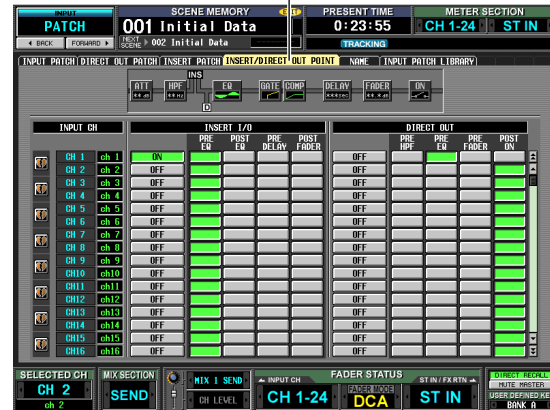 INPUT
PATCH
BACK
FORWARD
SCENE MEMORY
EDIT
001 Initial Data
NEXT SCENE
002 Initial Data
PRESENT TIME
0:23:55
TRACKING
METER SECTION
CH 1-24
ST IN
INPUT PATCH
DIRECT OUT PATCH
INSERT PATCH
INSERT/DIRECT OUT POINT
NAME
INPUT PATCH LIBRARY
INS
ATT
HPF
EQ
GATE
COMP
DELAY
FADER
ON
D
INPUT CH
INSERT I/O
DIRECT OUT
PRE EQ
POST EQ
PRE DELAY
POST FADER
PRE HPF
PRE EQ
PRE FADER
POST ON
CH 1 ch 1 ON OFF
CH 2 ch 2 OFF OFF
CH 3 ch 3 OFF OFF
CH 4 ch 4 OFF OFF
CH 5 ch 5 OFF OFF
CH 6 ch 6 OFF OFF
CH 7 ch 7 OFF OFF
CH 8 ch 8 OFF OFF
CH 9 ch 9 OFF OFF
CH10 ch10 OFF OFF
CH11 ch11 OFF OFF
CH12 ch12 OFF OFF
CH13 ch13 OFF OFF
CH14 ch14 OFF OFF
CH15 ch15 OFF OFF
CH16 ch16 OFF OFF
SELECTED CH
CH 2
ch 2
MIX SECTION
SEND
MIX 1 SEND
CH LEVEL
FADER STATUS
INPUT CH
CH 1-24
FADER MODE
DCA
ST IN / FX RTN
ST IN
DIRECT RECALL
MUTE MASTER
USER DEFINED KE
BANK A